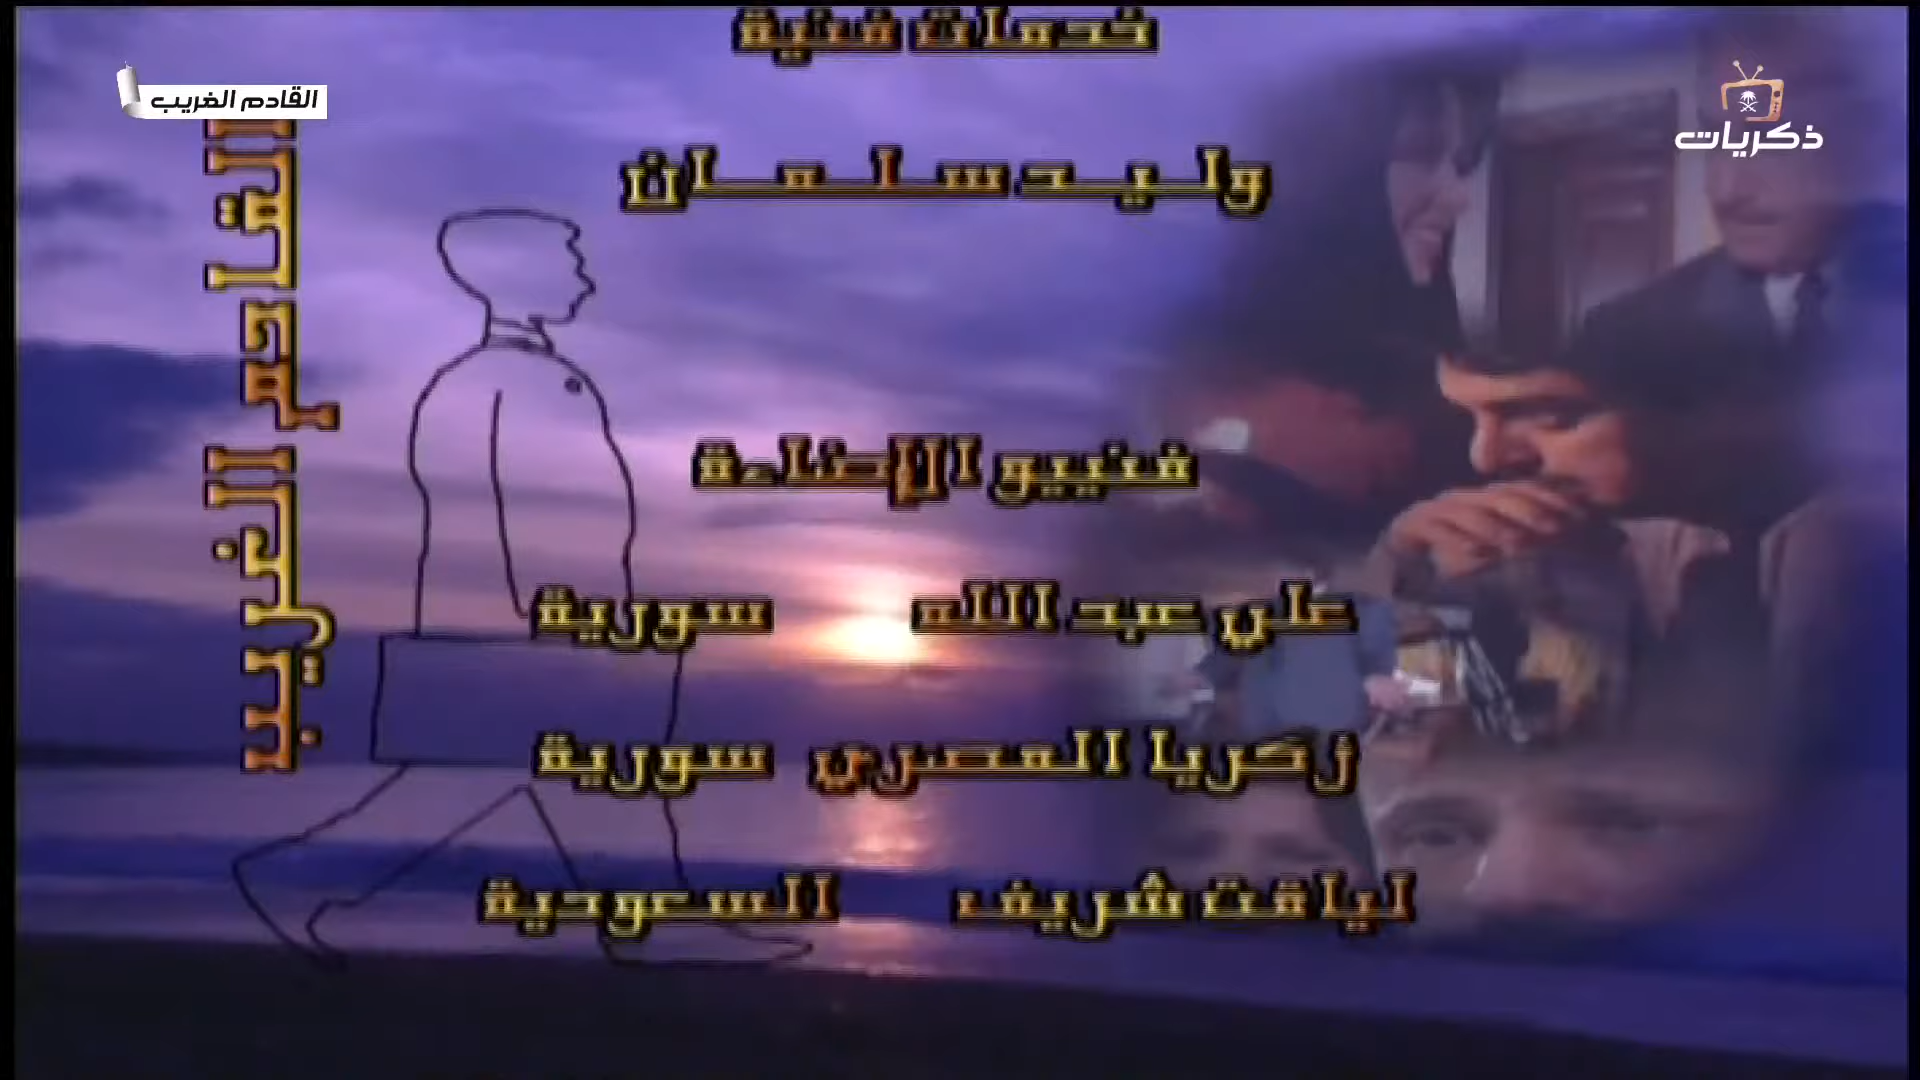 خدمات فنية
القادم الغريب
ذكريات
وليد سلمان
القادم الغريب
فنييو الإضاءة
علي عبد الله سورية
زكريا المصري سورية
لياقت شريف السعودية